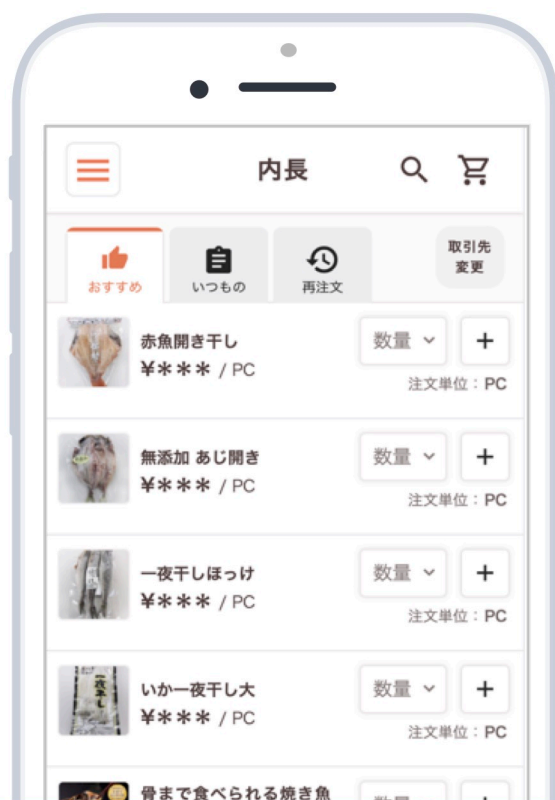 内長
取引先
変更
おすすめ
いつもの
再注文
赤魚開き干し
数量
+
¥*** / PC
注文単位：PC
無添加 あじ開き
数量
+
¥*** / PC
注文単位：PC
一夜干しほっけ
数量
+
¥*** / PC
注文単位：PC
いか一夜干し大
数量
+
¥*** / PC
注文単位：PC
骨まで食べられる焼き魚
数量